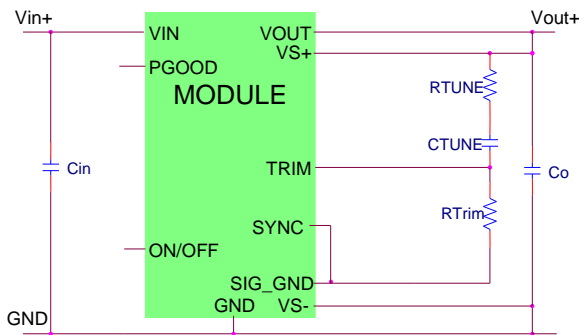 Vin+
Vout+
VIN
VOUT
VS+
PGOOD
MODULE
RTUNE
CTUNE
TRIM
Cin
Co
RTrim
SYNC
ON/OFF
SIG_GND
GND
GND
VS-